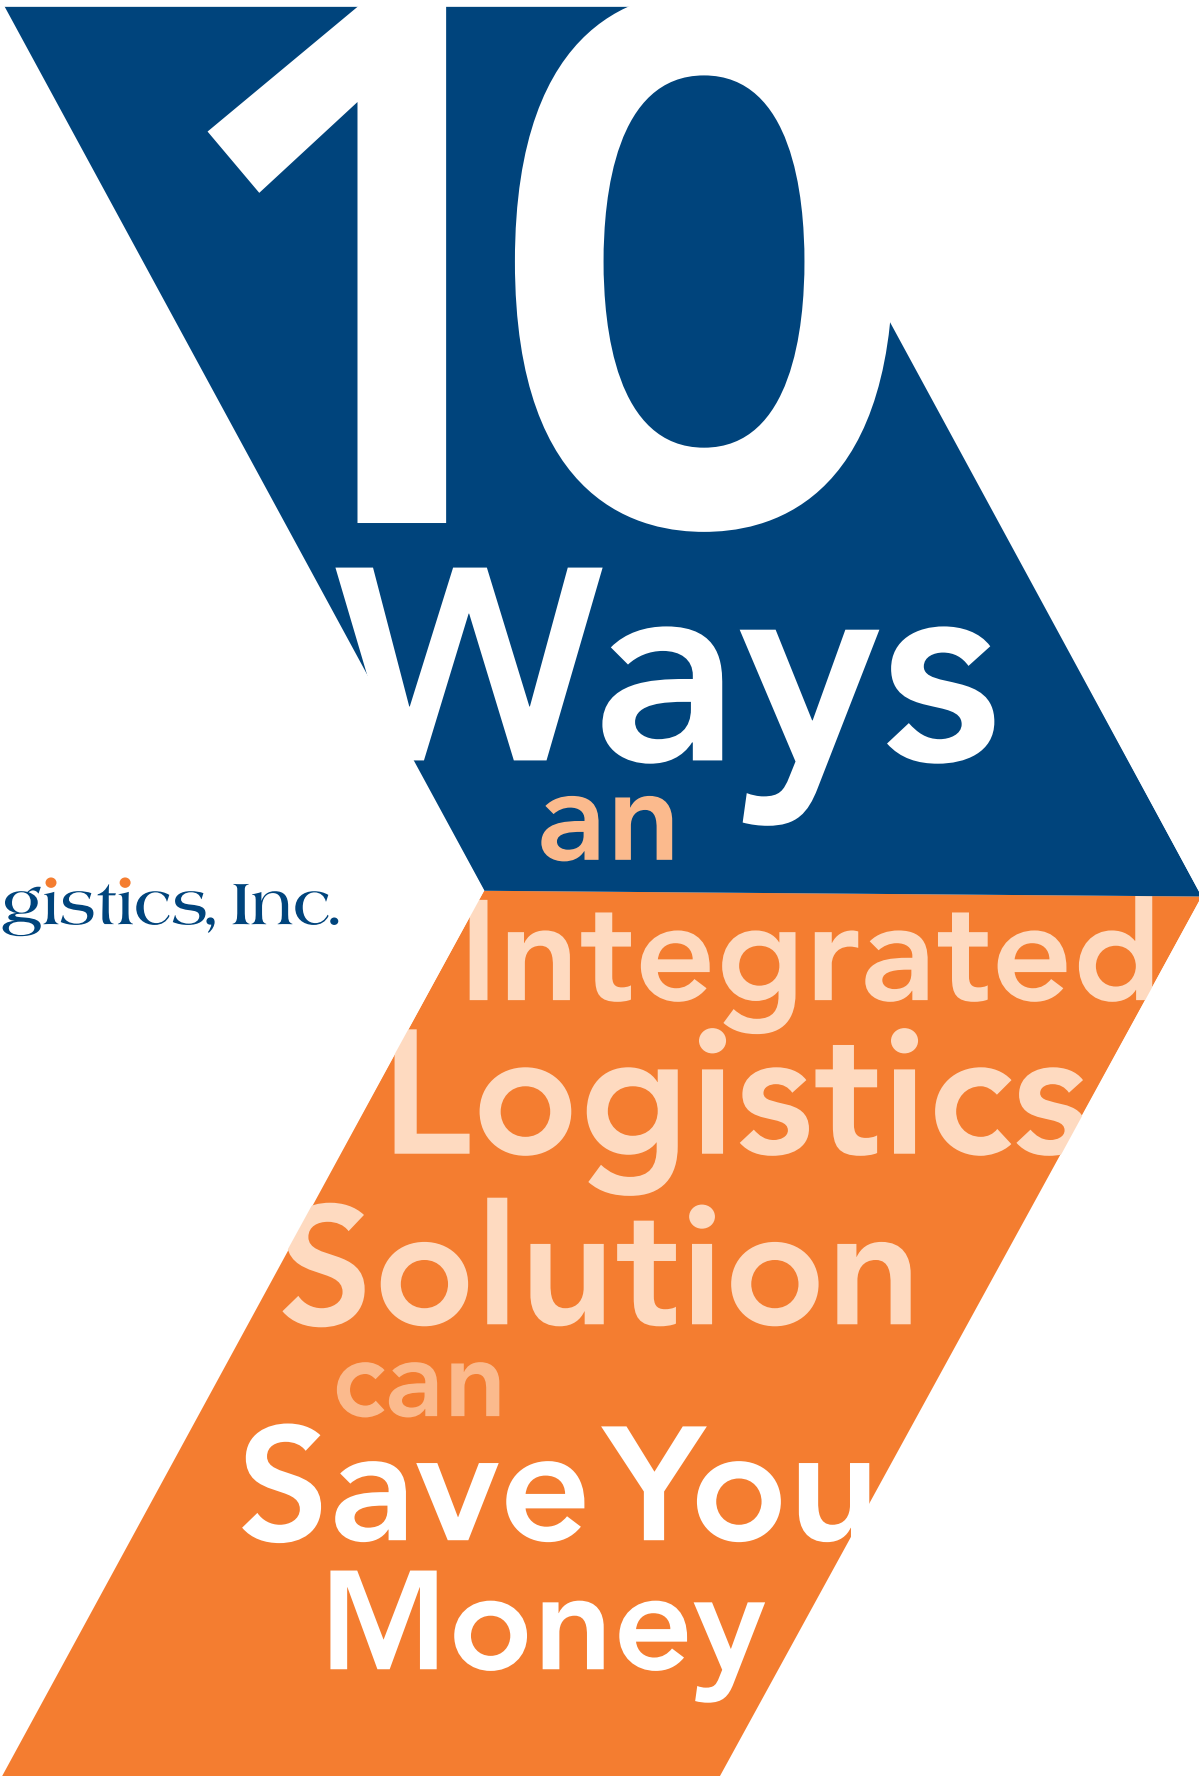 10
Ways
an
gistics, Inc.
Integrated
Logistics
Solution
can
Save You
Money